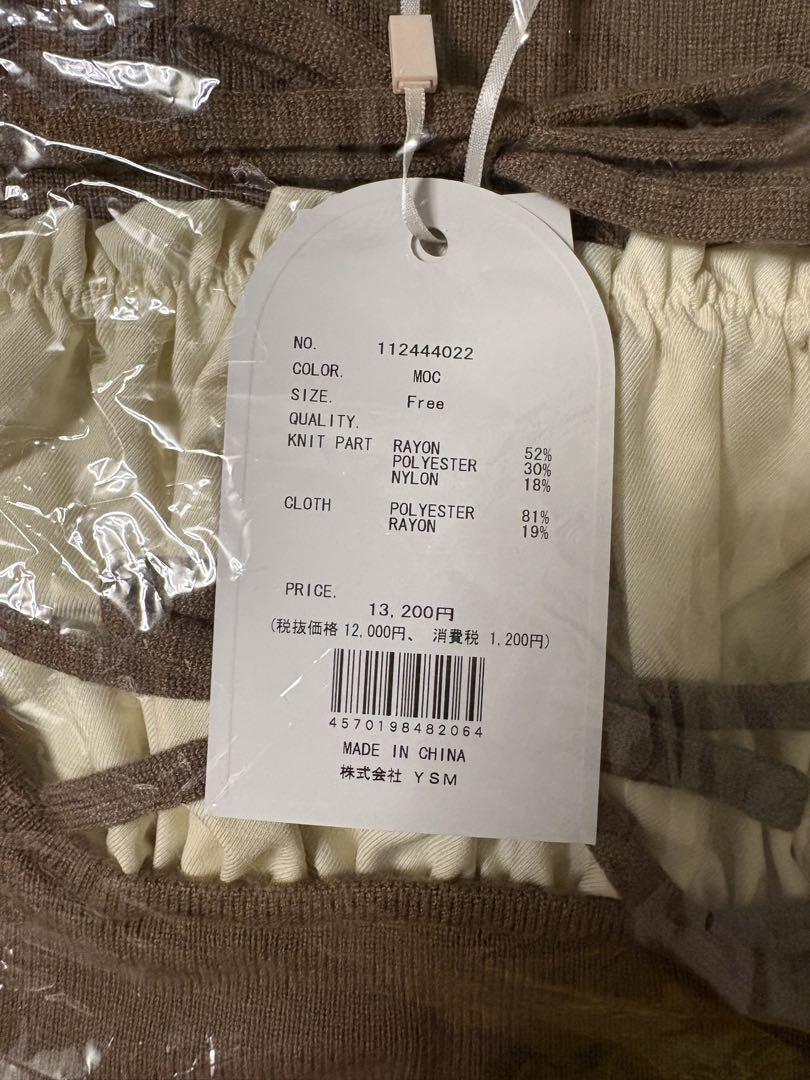 NO. 112444022
COLOR. MOC
SIZE. Free
QUALITY.
KNIT PART RAYON 52%
POLYESTER 30%
NYLON 18%
CLOTH POLYESTER 81%
RAYON 19%
PRICE.
13,200円
(税抜価格 12,000円、 消費税 1,200円)
4570198482064
MADE IN CHINA
株式会社 YSM